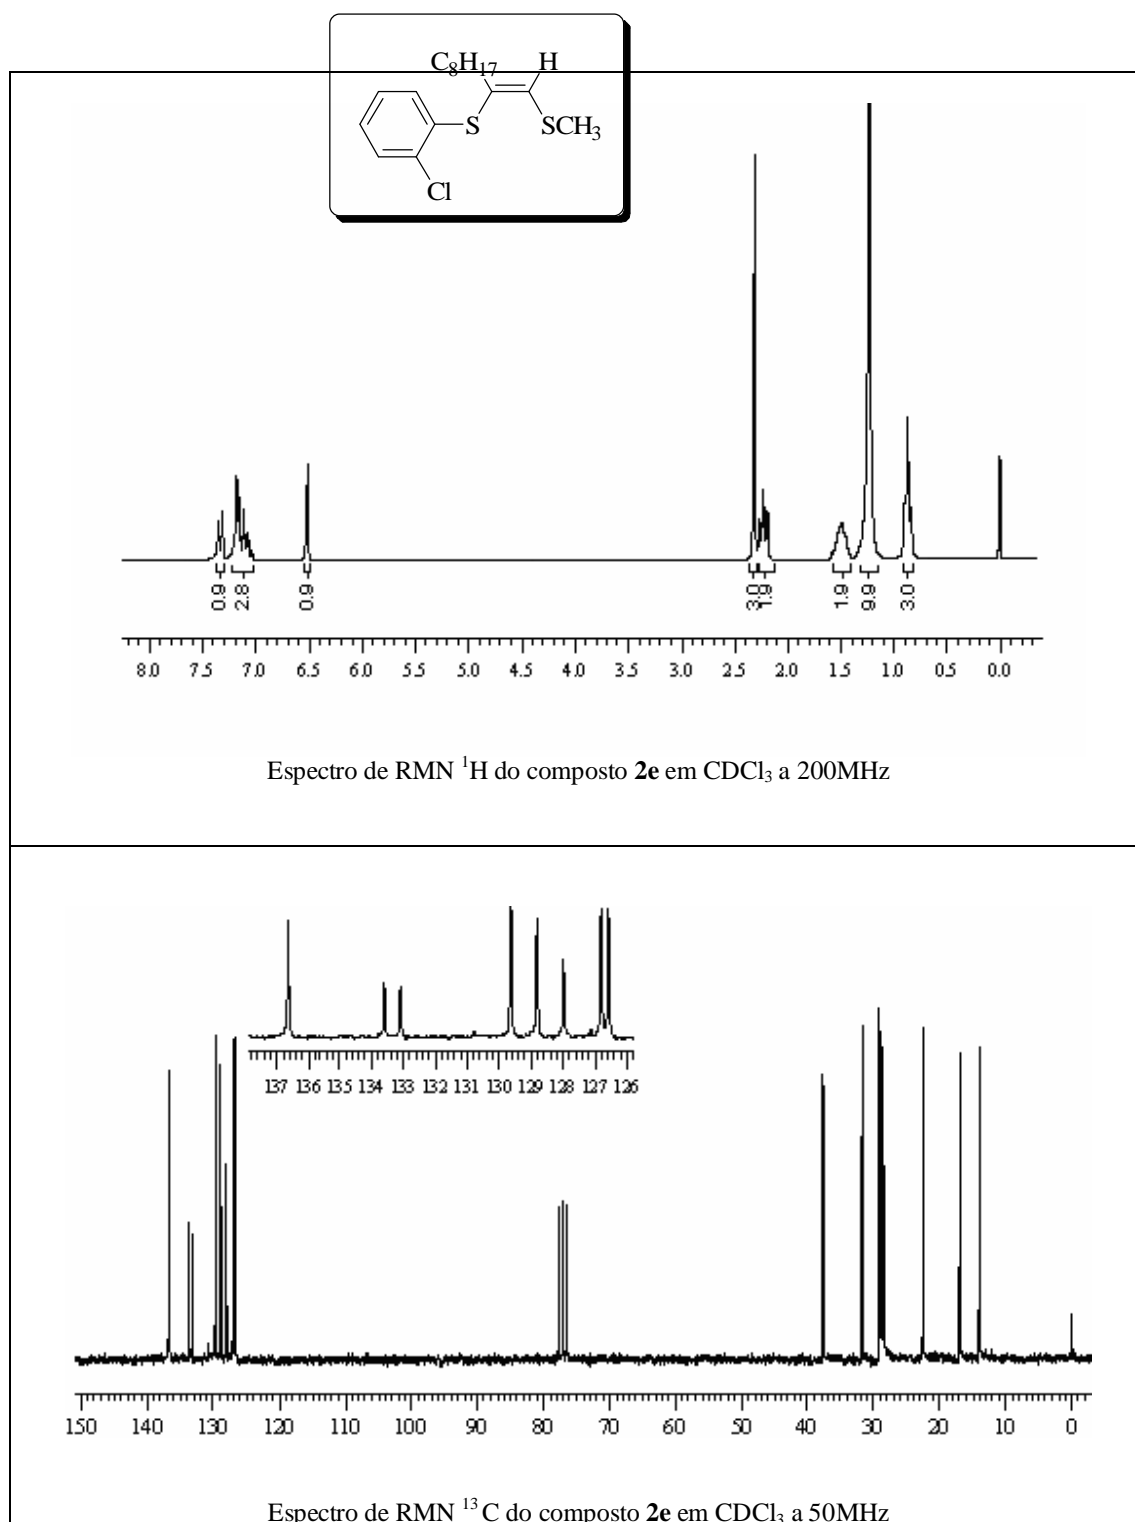 C8H17 H
S SCH3
Cl
0.9 2.8 0.9 3.0 1.9 1.9 9.9 3.0
8.0 7.5 7.0 6.5 6.0 5.5 5.0 4.5 4.0 3.5 3.0 2.5 2.0 1.5 1.0 0.5 0.0
Espectro de RMN ¹H do composto 2e em CDCl₃ a 200MHz
137 136 135 134 133 132 131 130 129 128 127 126
150 140 130 120 110 100 90 80 70 60 50 40 30 20 10 0
Espectro de RMN ¹³C do composto 2e em CDCl₃ a 50MHz